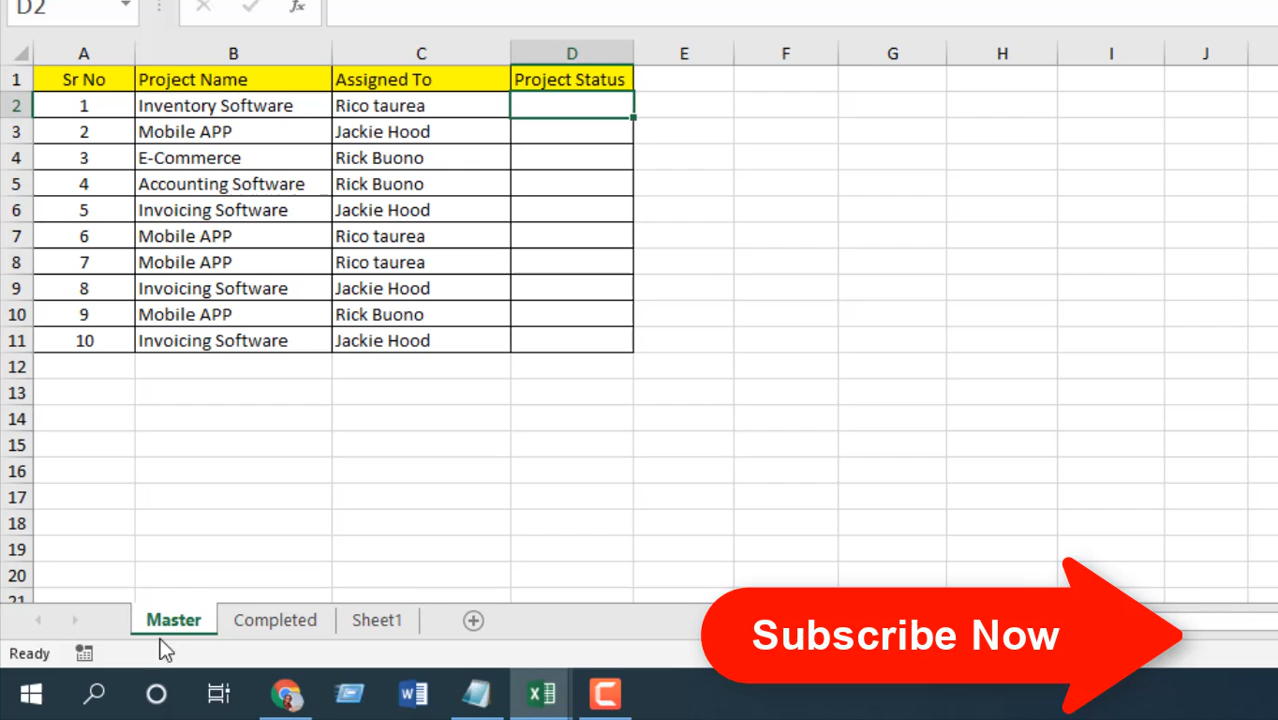 D2 fx
A B C D E F G H I J
1 Sr No Project Name Assigned To Project Status
2 1 Inventory Software Rico taurea
3 2 Mobile APP Jackie Hood
4 3 E-Commerce Rick Buono
5 4 Accounting Software Rick Buono
6 5 Invoicing Software Jackie Hood
7 6 Mobile APP Rico taurea
8 7 Mobile APP Rico taurea
9 8 Invoicing Software Jackie Hood
10 9 Mobile APP Rick Buono
11 10 Invoicing Software Jackie Hood
12
13
14
15
16
17
18
19
20
21
Master Completed Sheet1
Subscribe Now
Ready